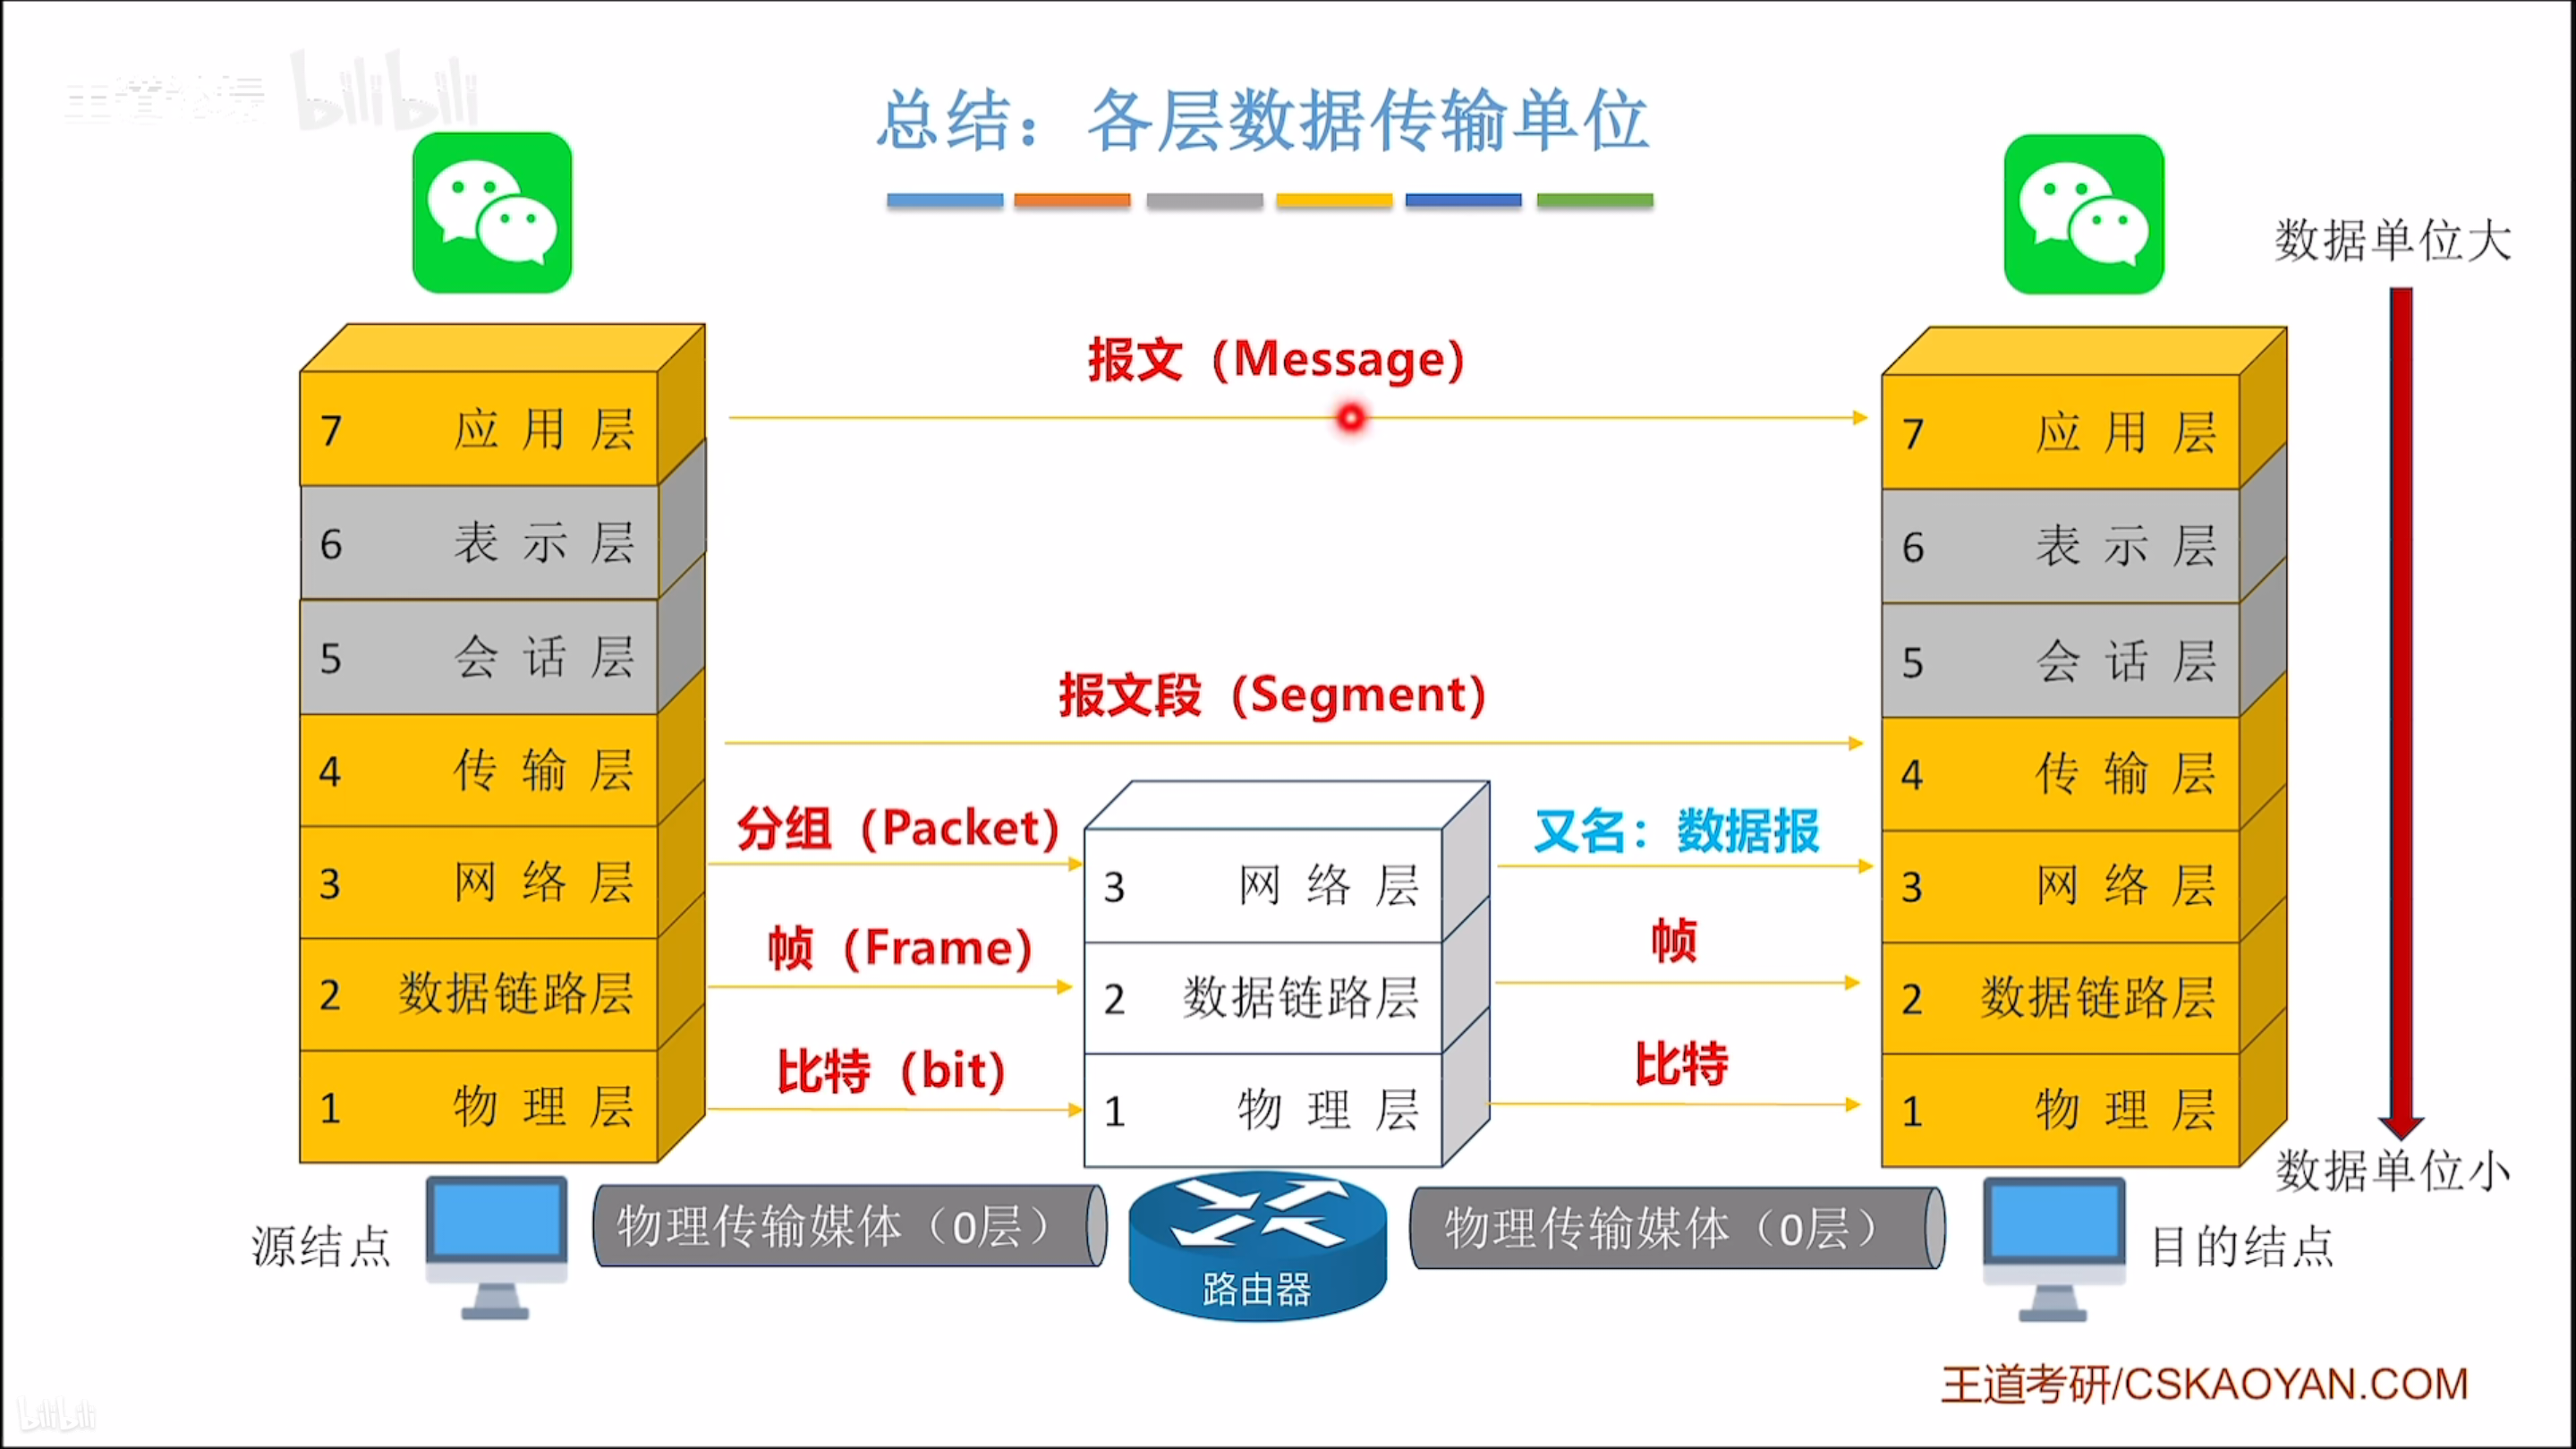 王道论坛 bilibili
总结：各层数据传输单位
数据单位大
报文（Message）
7 应用层
6 表示层
5 会话层
4 传输层
3 网络层
2 数据链路层
1 物理层
报文段（Segment）
分组（Packet）
又名：数据报
帧（Frame）
帧
比特（bit）
比特
3 网络层
2 数据链路层
1 物理层
7 应用层
6 表示层
5 会话层
4 传输层
3 网络层
2 数据链路层
1 物理层
数据单位小
源结点
物理传输媒体（0层）
路由器
物理传输媒体（0层）
目的结点
王道考研/CSKAOYAN.COM
bilibili